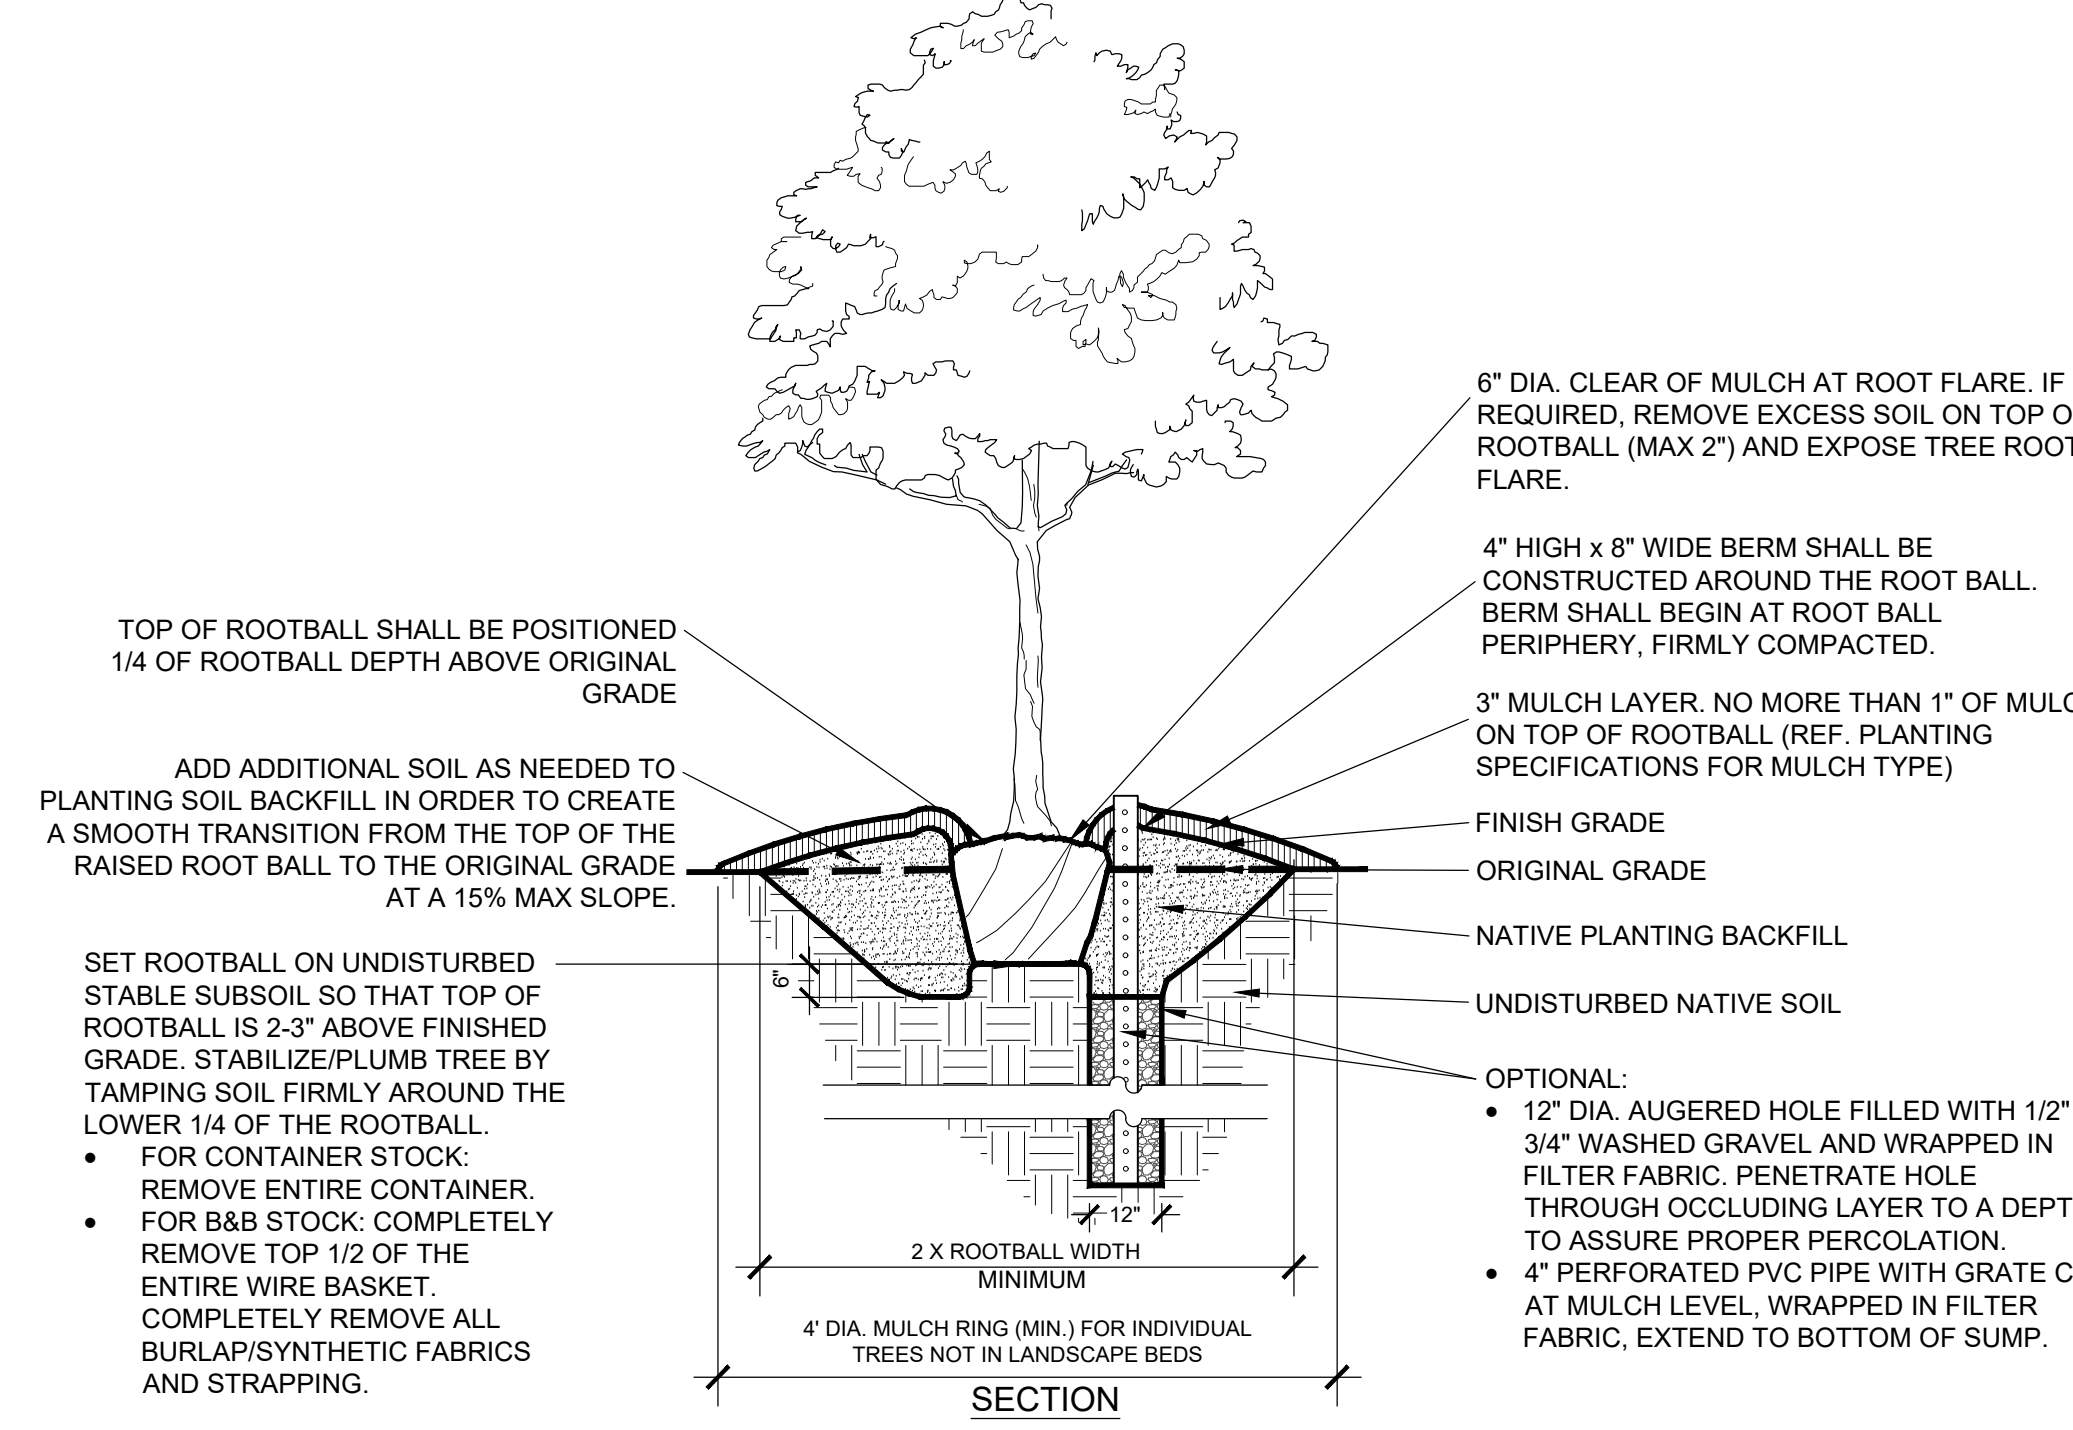 6" DIA. CLEAR OF MULCH AT ROOT FLARE. IF
REQUIRED, REMOVE EXCESS SOIL ON TOP
ROOTBALL (MAX 2") AND EXPOSE TREE ROOT
FLARE.
4" HIGH x 8" WIDE BERM SHALL BE
CONSTRUCTED AROUND THE ROOT BALL.
BERM SHALL BEGIN AT ROOT BALL
PERIPHERY, FIRMLY COMPACTED.
TOP OF ROOTBALL SHALL BE POSITIONED
1/4 OF ROOTBALL DEPTH ABOVE ORIGINAL
GRADE
3" MULCH LAYER. NO MORE THAN 1" OF
ON TOP OF ROOTBALL (REF. PLANTING
SPECIFICATIONS FOR MULCH TYPE)
ADD ADDITIONAL SOIL AS NEEDED TO
PLANTING SOIL BACKFILL IN ORDER TO CREATE
A SMOOTH TRANSITION FROM THE TOP OF THE
RAISED ROOT BALL TO THE ORIGINAL GRADE
AT A 15% MAX SLOPE.
FINISH GRADE
ORIGINAL GRADE
NATIVE PLANTING BACKFILL
UNDISTURBED NATIVE SOIL
SET ROOTBALL ON UNDISTURBED
STABLE SUBSOIL SO THAT TOP OF
ROOTBALL IS 2-3" ABOVE FINISHED
GRADE. STABILIZE/PLUMB TREE BY
TAMPING SOIL FIRMLY AROUND THE
LOWER 1/4 OF THE ROOTBALL.
• FOR CONTAINER STOCK:
REMOVE ENTIRE CONTAINER.
• FOR B&B STOCK: COMPLETELY
REMOVE TOP 1/2 OF THE
ENTIRE WIRE BASKET.
COMPLETELY REMOVE ALL
BURLAP/SYNTHETIC FABRICS
AND STRAPPING.
6"
OPTIONAL:
• 12" DIA. AUGERED HOLE FILLED WITH 1/2"
3/4" WASHED GRAVEL AND WRAPPED IN
FILTER FABRIC. PENETRATE HOLE
THROUGH OCCLUDING LAYER TO A
TO ASSURE PROPER PERCOLATION.
• 4" PERFORATED PVC PIPE WITH GRATE
AT MULCH LEVEL, WRAPPED IN FILTER
FABRIC, EXTEND TO BOTTOM OF SUMP.
12"
2 X ROOTBALL WIDTH
MINIMUM
4' DIA. MULCH RING (MIN.) FOR INDIVIDUAL
TREES NOT IN LANDSCAPE BEDS
SECTION